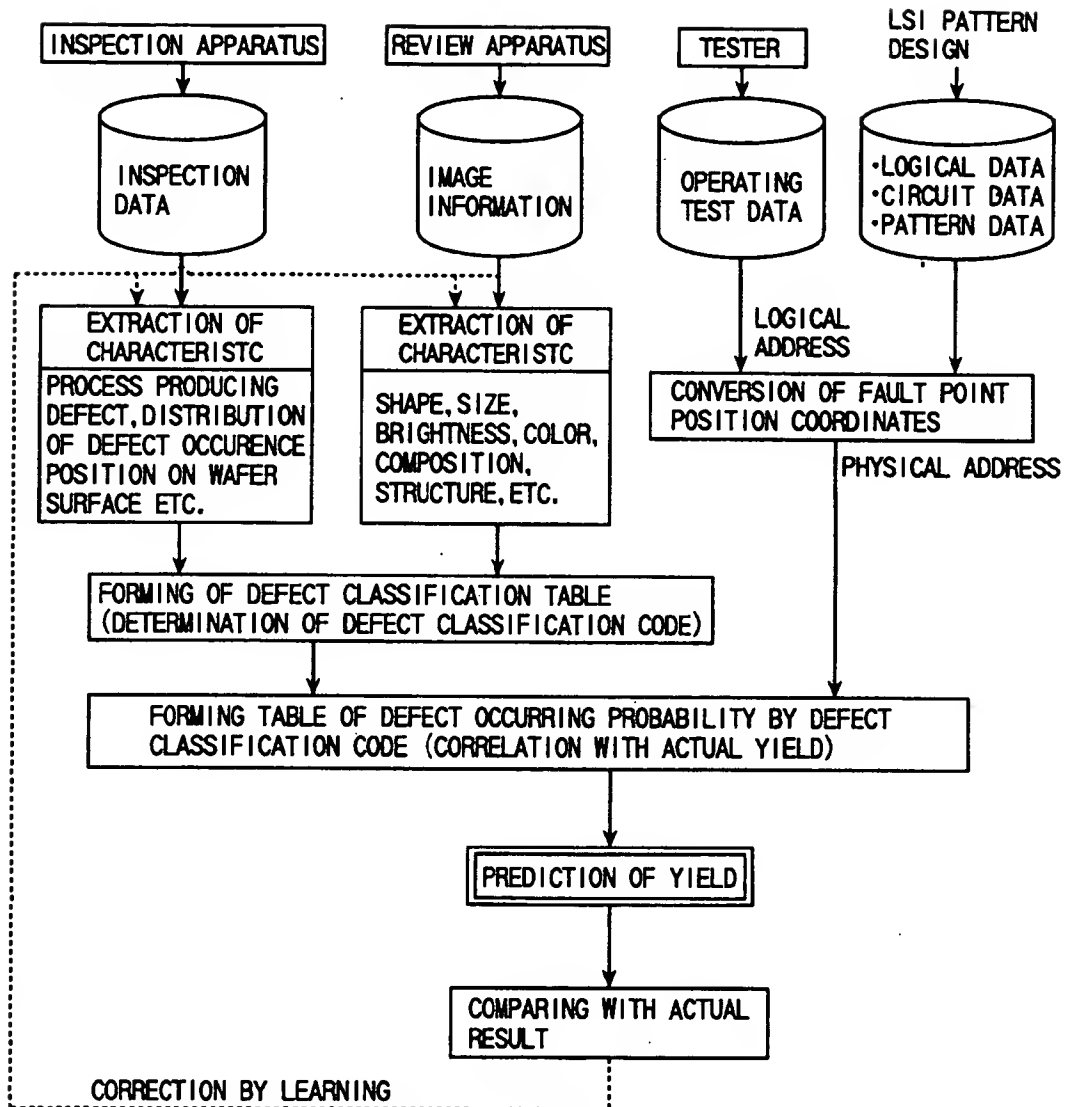 INSPECTION APPARATUS
REVIEW APPARATUS
TESTER
LSI PATTERN
DESIGN
INSPECTION
DATA
IMAGE
INFORMATION
OPERATING
TEST DATA
・LOGICAL DATA
・CIRCUIT DATA
・PATTERN DATA
EXTRACTION OF
CHARACTERISTC
PROCESS PRODUCING
DEFECT, DISTRIBUTION
OF DEFECT OCCURENCE
POSITION ON WAFER
SURFACE ETC.
EXTRACTION OF
CHARACTERISTC
SHAPE, SIZE,
BRIGHTNESS, COLOR,
COMPOSITION,
STRUCTURE, ETC.
LOGICAL
ADDRESS
CONVERSION OF FAULT POINT
POSITION COORDINATES
PHYSICAL ADDRESS
FORMING OF DEFECT CLASSIFICATION TABLE
(DETERMINATION OF DEFECT CLASSIFICATION CODE)
FORMING TABLE OF DEFECT OCCURRING PROBABILITY BY DEFECT
CLASSIFICATION CODE (CORRELATION WITH ACTUAL YIELD)
PREDICTION OF YIELD
COMPARING WITH ACTUAL
RESULT
CORRECTION BY LEARNING